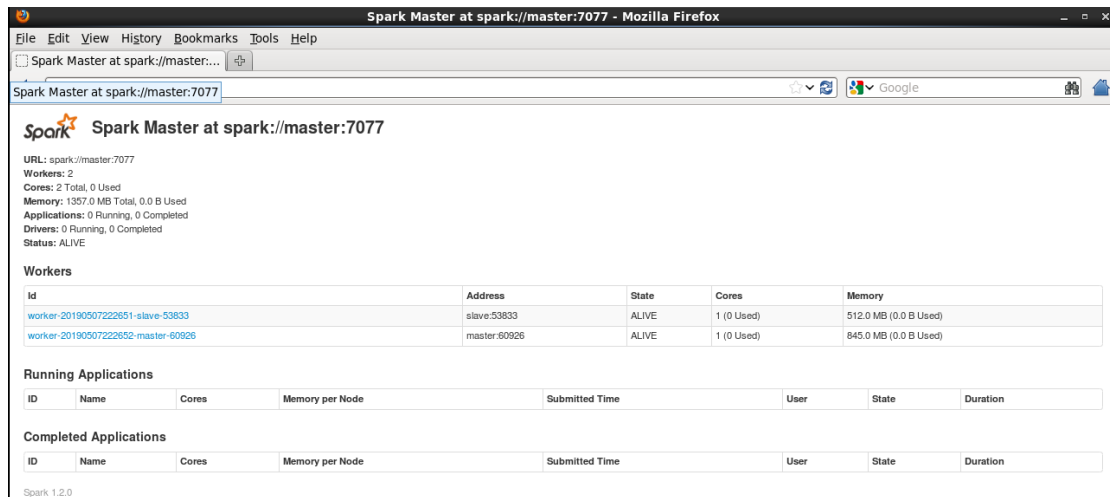 Spark Master at spark://master:7077 - Mozilla Firefox
File Edit View History Bookmarks Tools Help
Spark Master at spark://master:...
Spark Master at spark://master:7077
Google
Spark Spark Master at spark://master:7077
URL: spark://master:7077
Workers: 2
Cores: 2 Total, 0 Used
Memory: 1357.0 MB Total, 0.0 B Used
Applications: 0 Running, 0 Completed
Drivers: 0 Running, 0 Completed
Status: ALIVE
Workers
Id Address State Cores Memory
worker-20190507222651-slave-53833 slave:53833 ALIVE 1 (0 Used) 512.0 MB (0.0 B Used)
worker-20190507222652-master-60926 master:60926 ALIVE 1 (0 Used) 845.0 MB (0.0 B Used)
Running Applications
ID Name Cores Memory per Node Submitted Time User State Duration
Completed Applications
ID Name Cores Memory per Node Submitted Time User State Duration
Spark 1.2.0